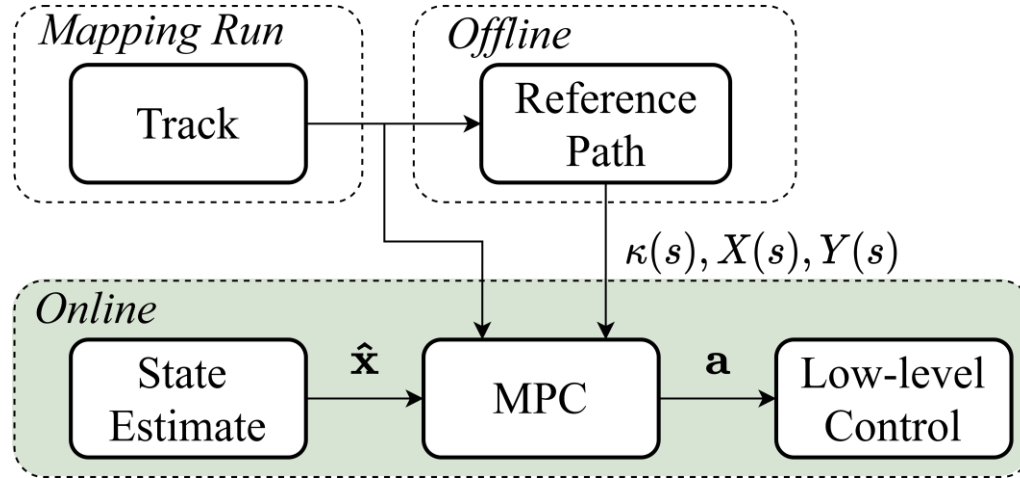 Mapping Run
Offline
Track
Reference
Path
κ(s), X(s), Y(s)
Online
State
Estimate
x̂
MPC
a
Low-level
Control